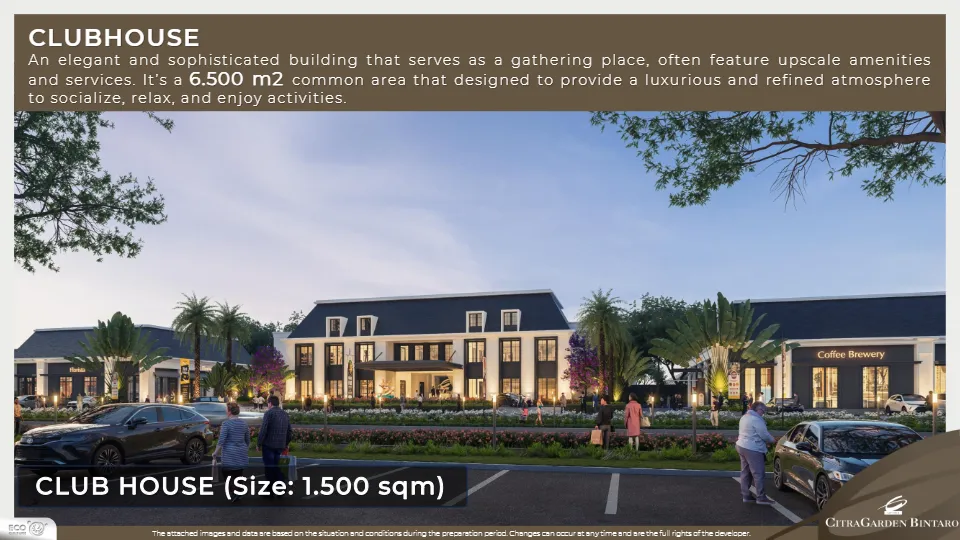 CLUBHOUSE
An elegant and sophisticated building that serves as a gathering place, often feature upscale amenities
and services. It's a 6.500 m2 common area that designed to provide a luxurious and refined atmosphere
to socialize, relax, and enjoy activities.
Florists
Coffee Brewery
CLUB HOUSE (Size: 1.500 sqm)
ECO
CITRAGARDEN BINTARO
The attached images and data are based on the situation and conditions during the preparation period. Changes can occur at any time and are the full rights of the developer.